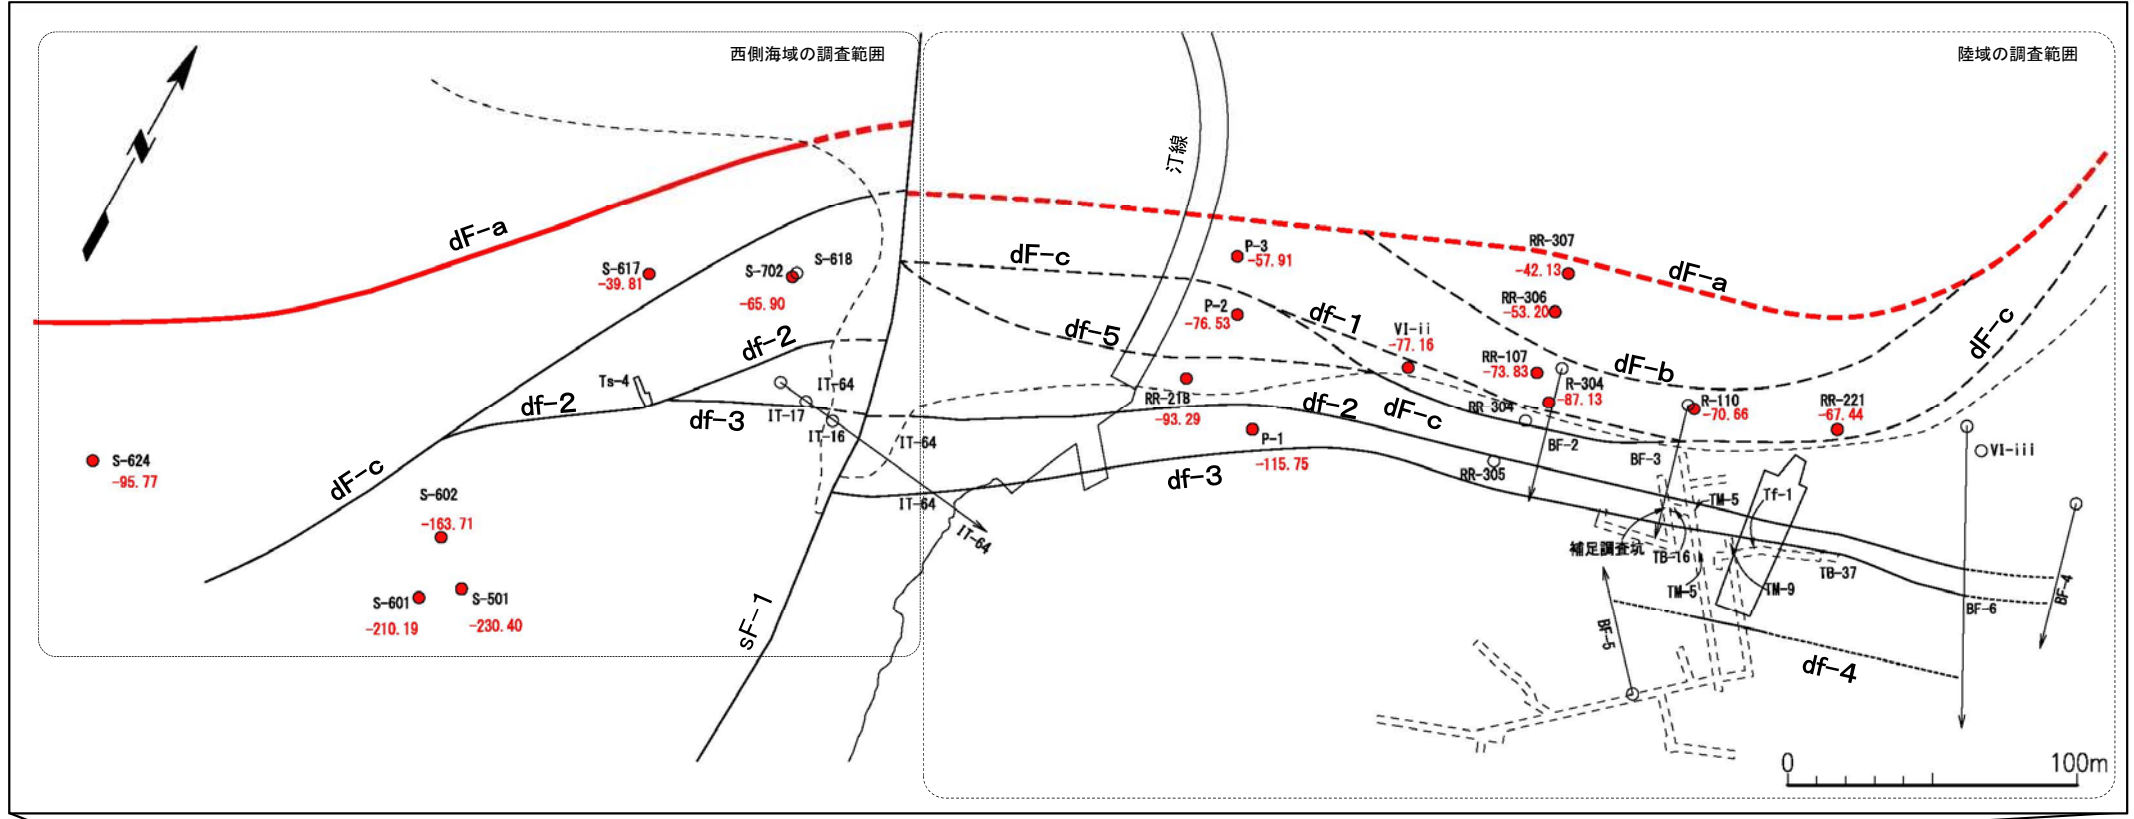 西側海域の調査範囲
陸域の調査範囲
汀線
dF-a
S-617
-39.81
S-702
S-618
-65.90
df-2
Ts-4
df-2
df-3
IT-64
IT-17
IT-16
IT-64
IT-64
IT-64
dF-c
S-624
-95.77
S-602
-163.71
S-601
-210.19
S-501
-230.40
sF-1
dF-c
df-5
P-3
-57.91
P-2
-76.53
df-1
VI-ii
-77.16
RR-307
-42.13
RR-306
-53.20
dF-a
dF-b
dF-c
RR-107
-73.83
R-304
-87.13
RR-304
R-110
-70.66
RR-221
-67.44
RR-218
-93.29
P-1
-115.75
df-2
dF-c
df-3
BF-2
BF-3
RR-305
VI-iii
TM-5
Tf-1
補足調査坑
TB-16
TM-5
TM-9
TB-37
BF-6
BF-4
BF-5
df-4
0
100m